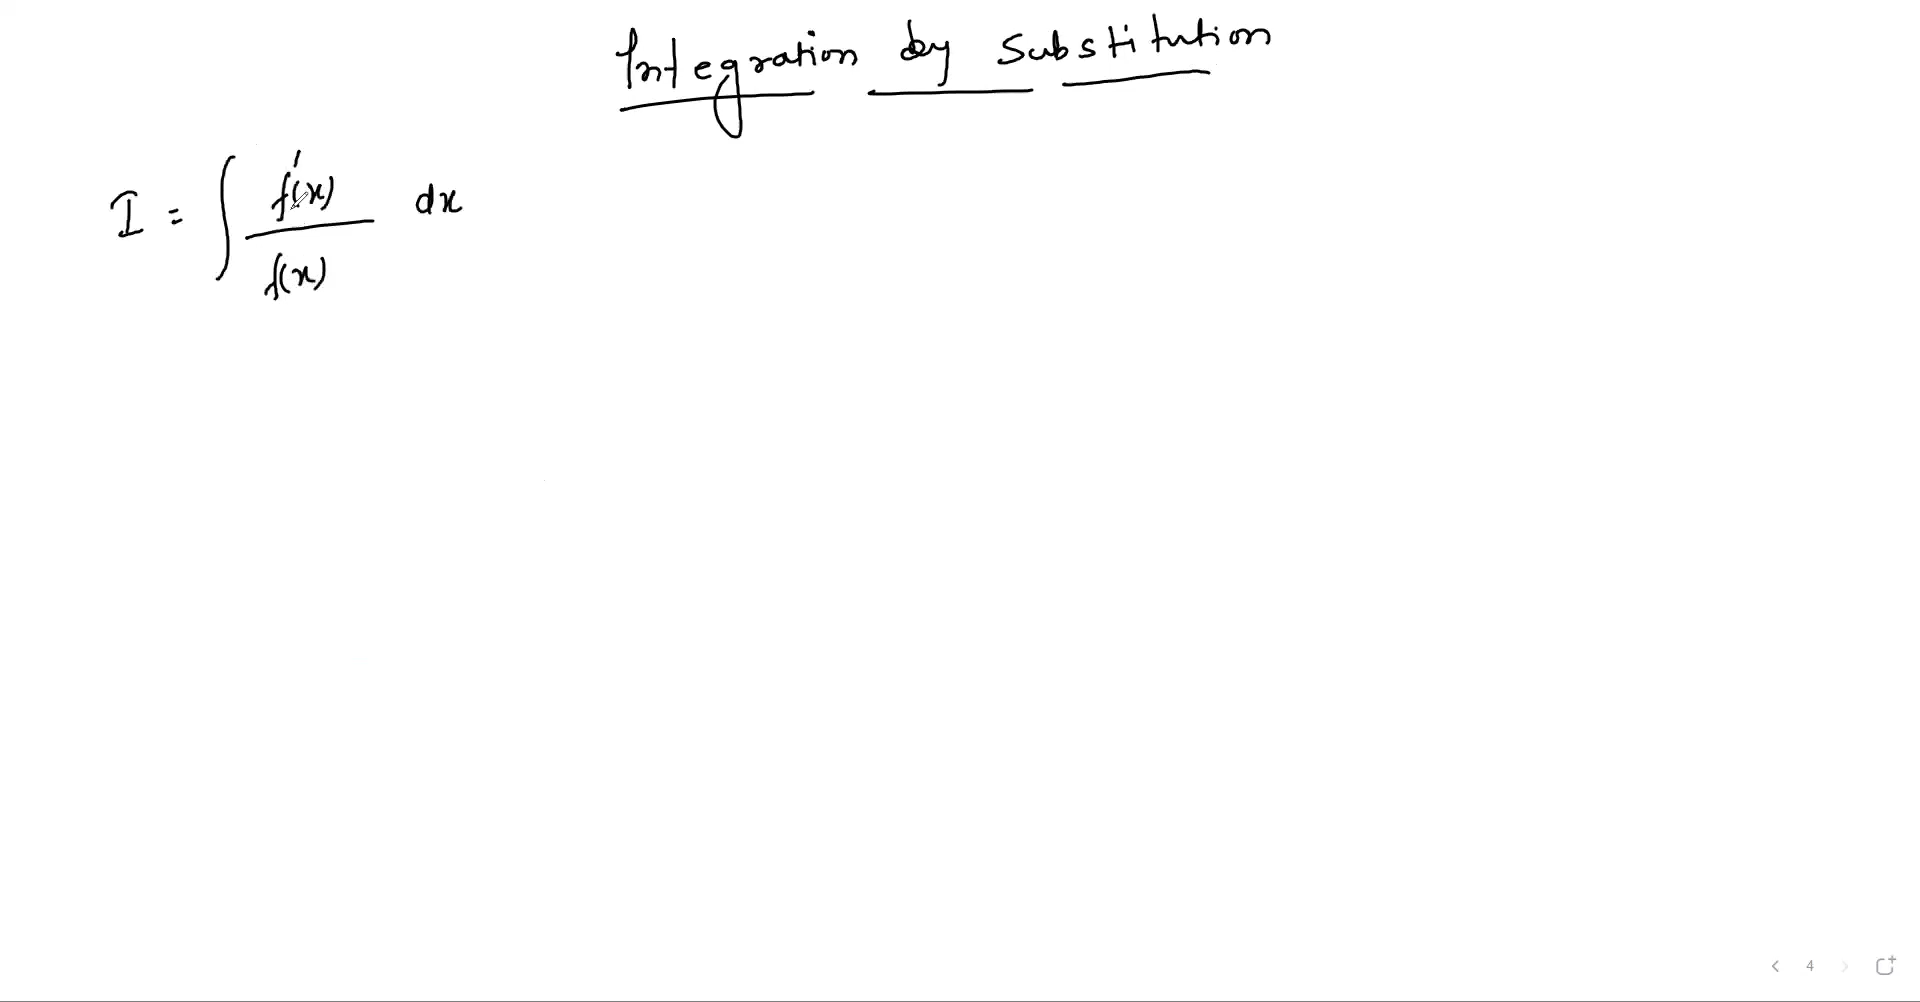 Integration by Substitution
I = ∫ f'(x) / f(x) dx
4